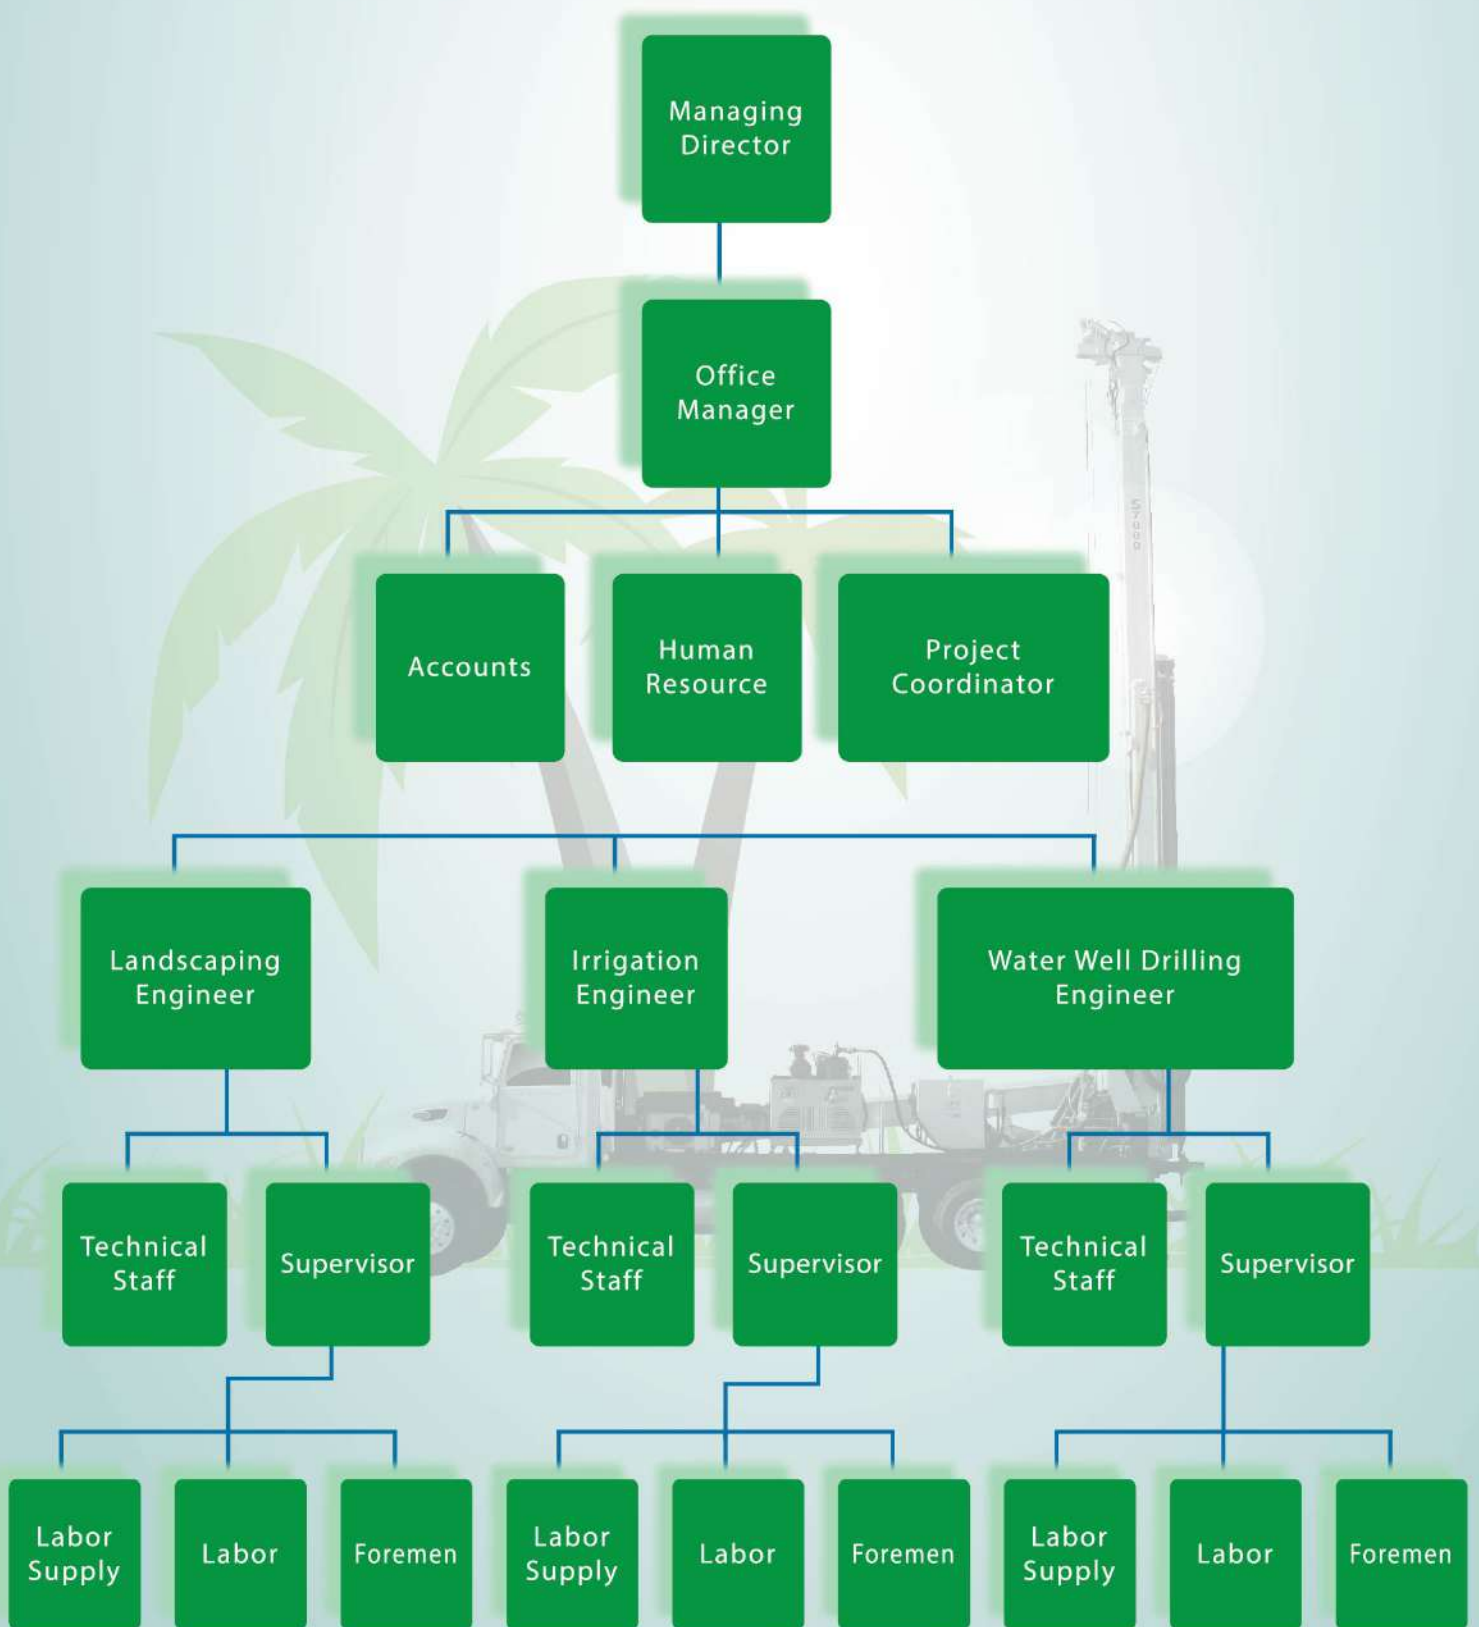 Managing
Director
Office
Manager
Accounts
Human
Resource
Project
Coordinator
Landscaping
Engineer
Irrigation
Engineer
Water Well Drilling
Engineer
Technical
Staff
Supervisor
Technical
Staff
Supervisor
Technical
Staff
Supervisor
Labor
Supply
Labor
Foremen
Labor
Supply
Labor
Foremen
Labor
Supply
Labor
Foremen